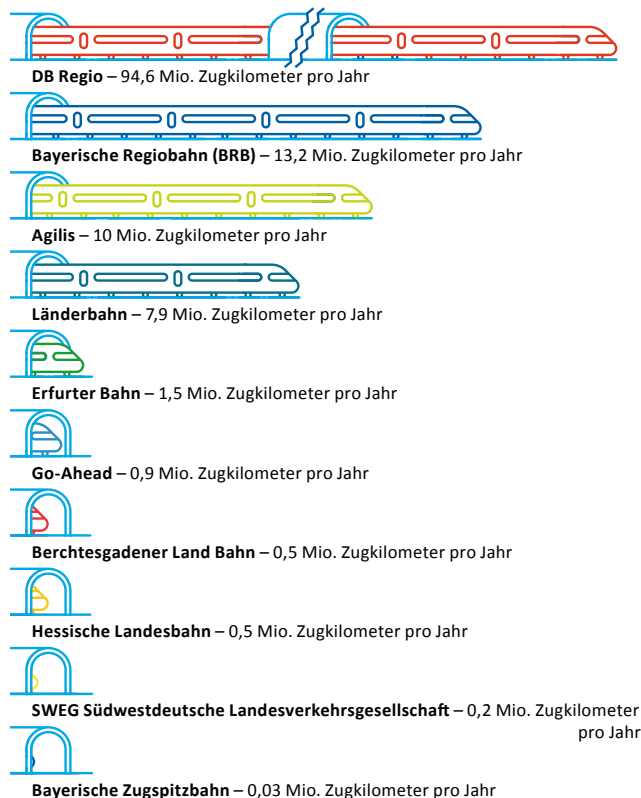 DB Regio – 94,6 Mio. Zugkilometer pro Jahr
Bayerische Regiobahn (BRB) – 13,2 Mio. Zugkilometer pro Jahr
Agilis – 10 Mio. Zugkilometer pro Jahr
Länderbahn – 7,9 Mio. Zugkilometer pro Jahr
Erfurter Bahn – 1,5 Mio. Zugkilometer pro Jahr
Go-Ahead – 0,9 Mio. Zugkilometer pro Jahr
Berchtesgadener Land Bahn – 0,5 Mio. Zugkilometer pro Jahr
Hessische Landesbahn – 0,5 Mio. Zugkilometer pro Jahr
SWEG Südwestdeutsche Landesverkehrsgesellschaft – 0,2 Mio. Zugkilometer
pro Jahr
Bayerische Zugspitzbahn – 0,03 Mio. Zugkilometer pro Jahr